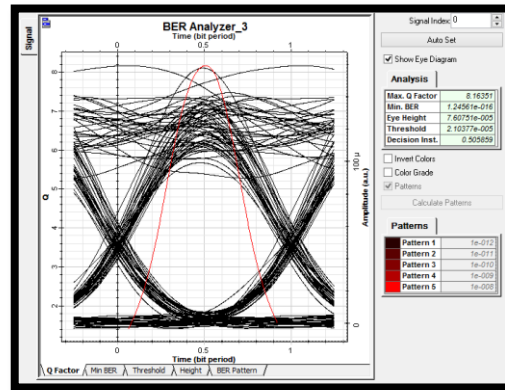 Signal
BER Analyzer_3
Time (bit period)
0 0.5 1
Q
8
7
6
5
4
3
2
Amplitude (a.u.)
100 µ
0
0 0.5 1
Time (bit period)
Q Factor Min BER Threshold Height BER Pattern
Signal Index: 0
Auto Set
Show Eye Diagram
Analysis
Max. Q Factor 8.16351
Min. BER 1.24561e-016
Eye Height 7.60751e-005
Threshold 2.10377e-005
Decision Inst. 0.505859
Invert Colors
Color Grade
Patterns
Calculate Patterns
Patterns
Pattern 1 1e-012
Pattern 2 1e-011
Pattern 3 1e-010
Pattern 4 1e-009
Pattern 5 1e-008